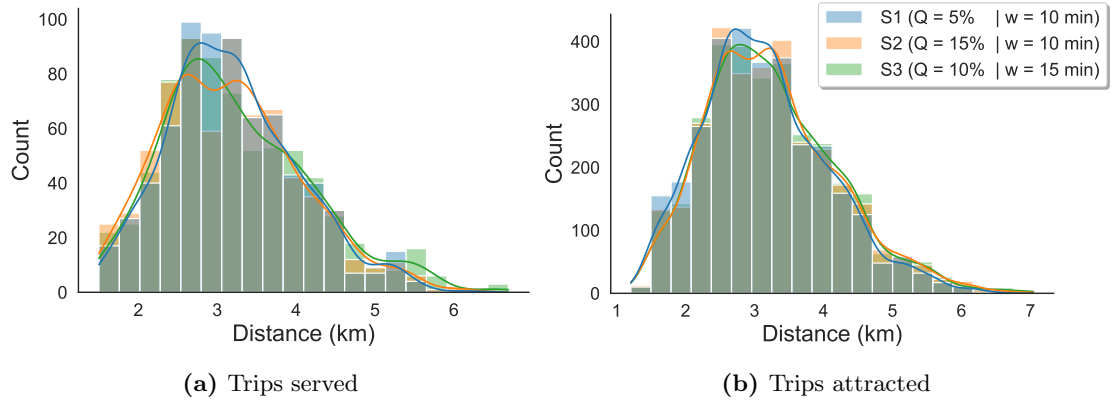 100
80
60
40
20
0
Count
2 3 4 5 6
Distance (km)
(a) Trips served
S1 (Q = 5% | w = 10 min)
S2 (Q = 15% | w = 10 min)
S3 (Q = 10% | w = 15 min)
400
300
200
100
0
Count
1 2 3 4 5 6 7
Distance (km)
(b) Trips attracted